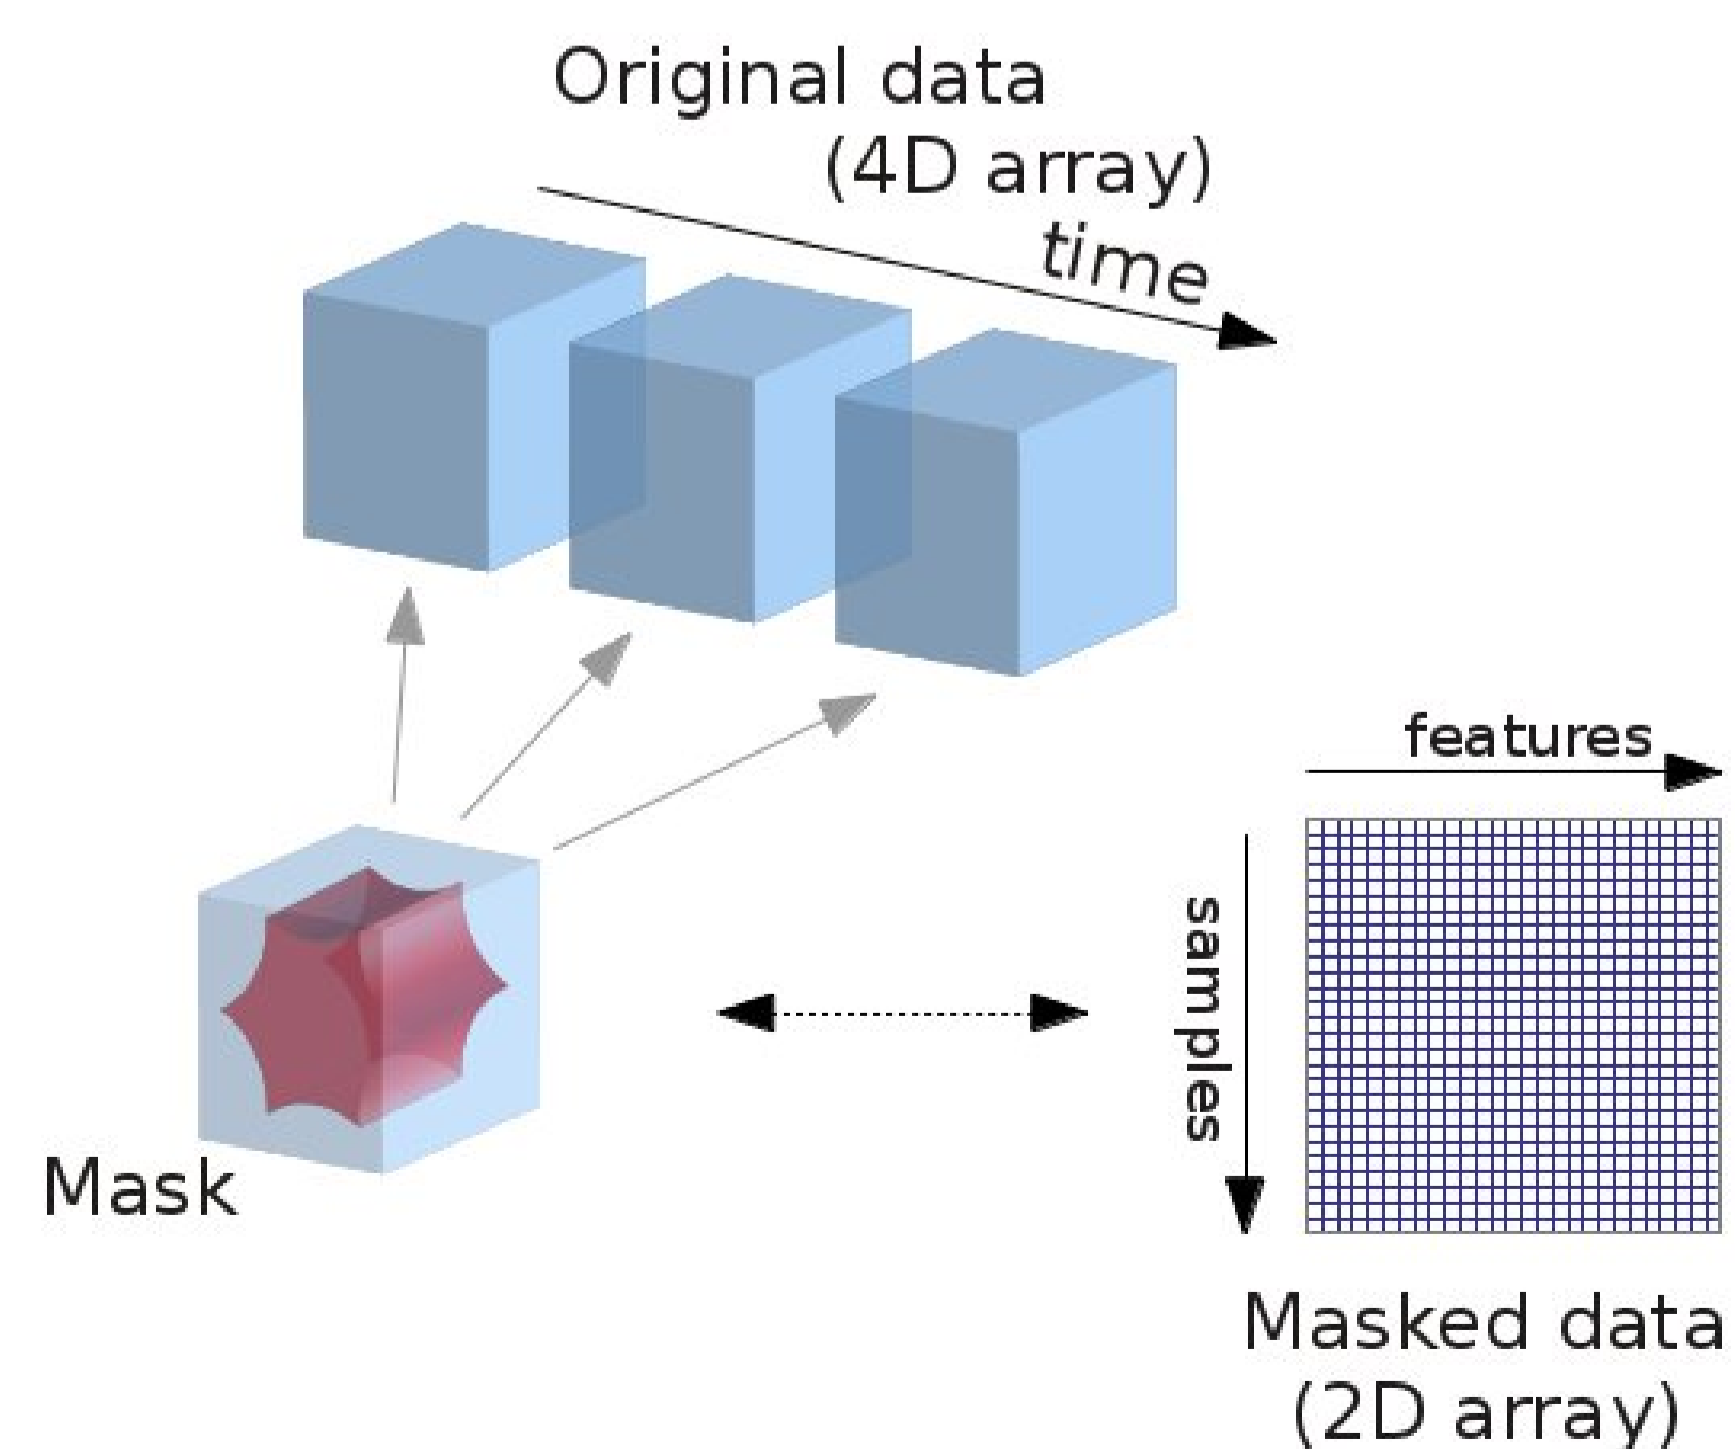 Original data
(4D array)
time
features
samples
Mask
Masked data
(2D array)